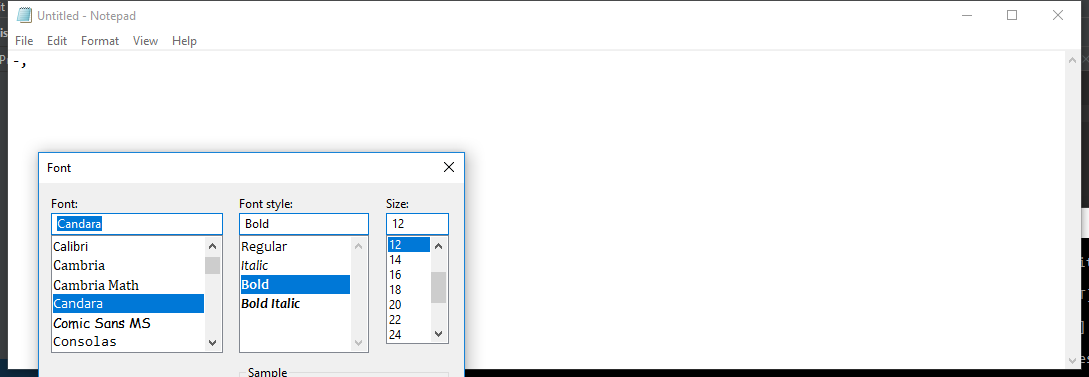 Untitled - Notepad
File Edit Format View Help
-,
Font
Font: Font style: Size:
Candara Bold 12
Calibri Regular 12
Cambria Italic 14
Cambria Math Bold 16
Candara Bold Italic 18
Comic Sans MS 20
Consolas 22
24
Sample